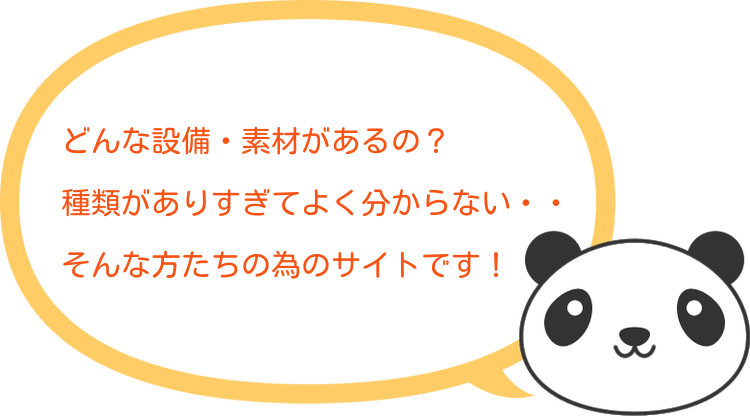 どんな設備・素材があるの？
種類がありすぎてよく分からない・・
そんな方たちの為のサイトです！